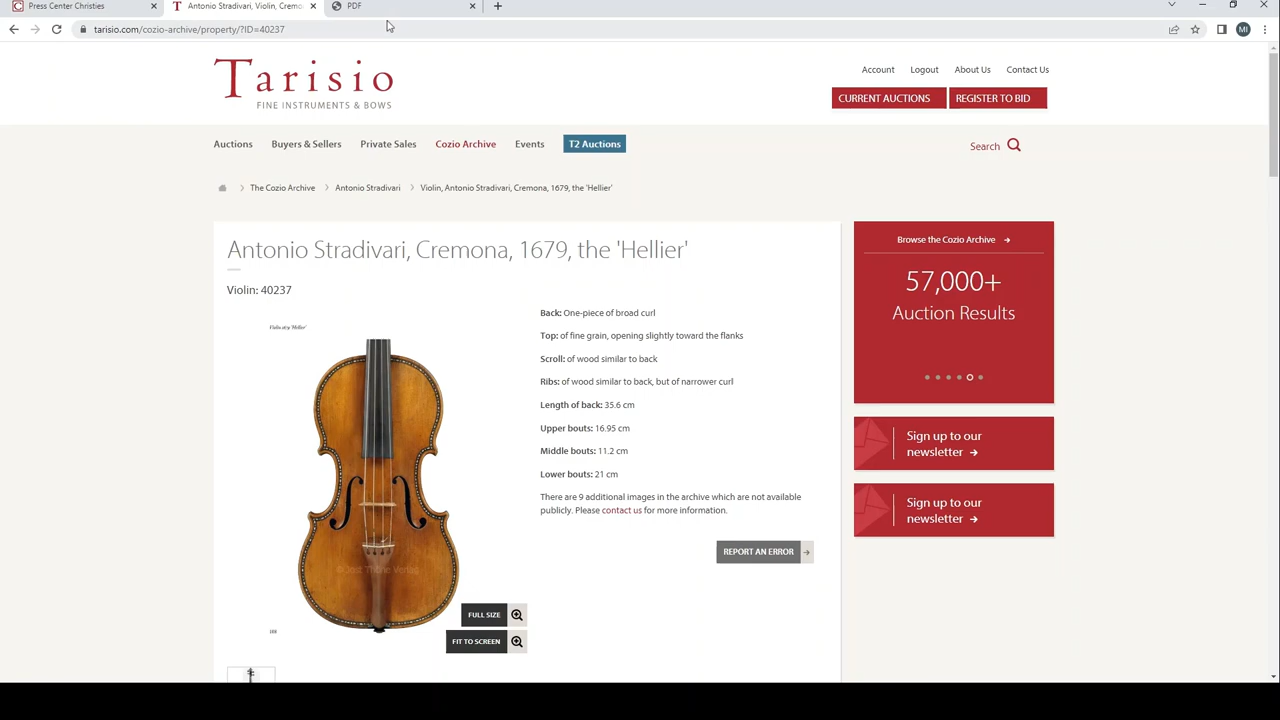 Press Center Christies
Antonio Stradivari, Violin, Cremo
PDF
tarisio.com/cozio-archive/property/?ID=40237
MI
Tarisio
FINE INSTRUMENTS & BOWS
Account
Logout
About Us
Contact Us
CURRENT AUCTIONS
REGISTER TO BID
Auctions
Buyers & Sellers
Private Sales
Cozio Archive
Events
T2 Auctions
Search
The Cozio Archive
Antonio Stradivari
Violin, Antonio Stradivari, Cremona, 1679, the 'Hellier'
Antonio Stradivari, Cremona, 1679, the 'Hellier'
Violin: 40237
Violin 1679 'Hellier'
© Jost Thöne Verlag
188
FULL SIZE
FIT TO SCREEN
Back: One-piece of broad curl
Top: of fine grain, opening slightly toward the flanks
Scroll: of wood similar to back
Ribs: of wood similar to back, but of narrower curl
Length of back: 35.6 cm
Upper bouts: 16.95 cm
Middle bouts: 11.2 cm
Lower bouts: 21 cm
There are 9 additional images in the archive which are not available
publicly. Please contact us for more information.
REPORT AN ERROR
Browse the Cozio Archive
57,000+
Auction Results
Sign up to our
newsletter
Sign up to our
newsletter